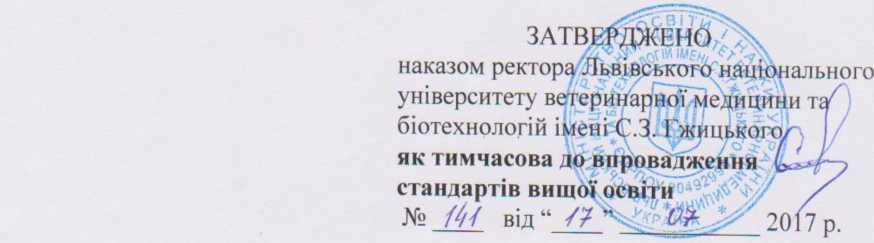 ЗАТВЕРДЖЕНО
наказом ректора Львівського національного
університету ветеринарної медицини та
біотехнологій імені С.З. Ґжицького
як тимчасова до впровадження
стандартів вищої освіти
№ 141 від “ 17 ” 07 2017 р.